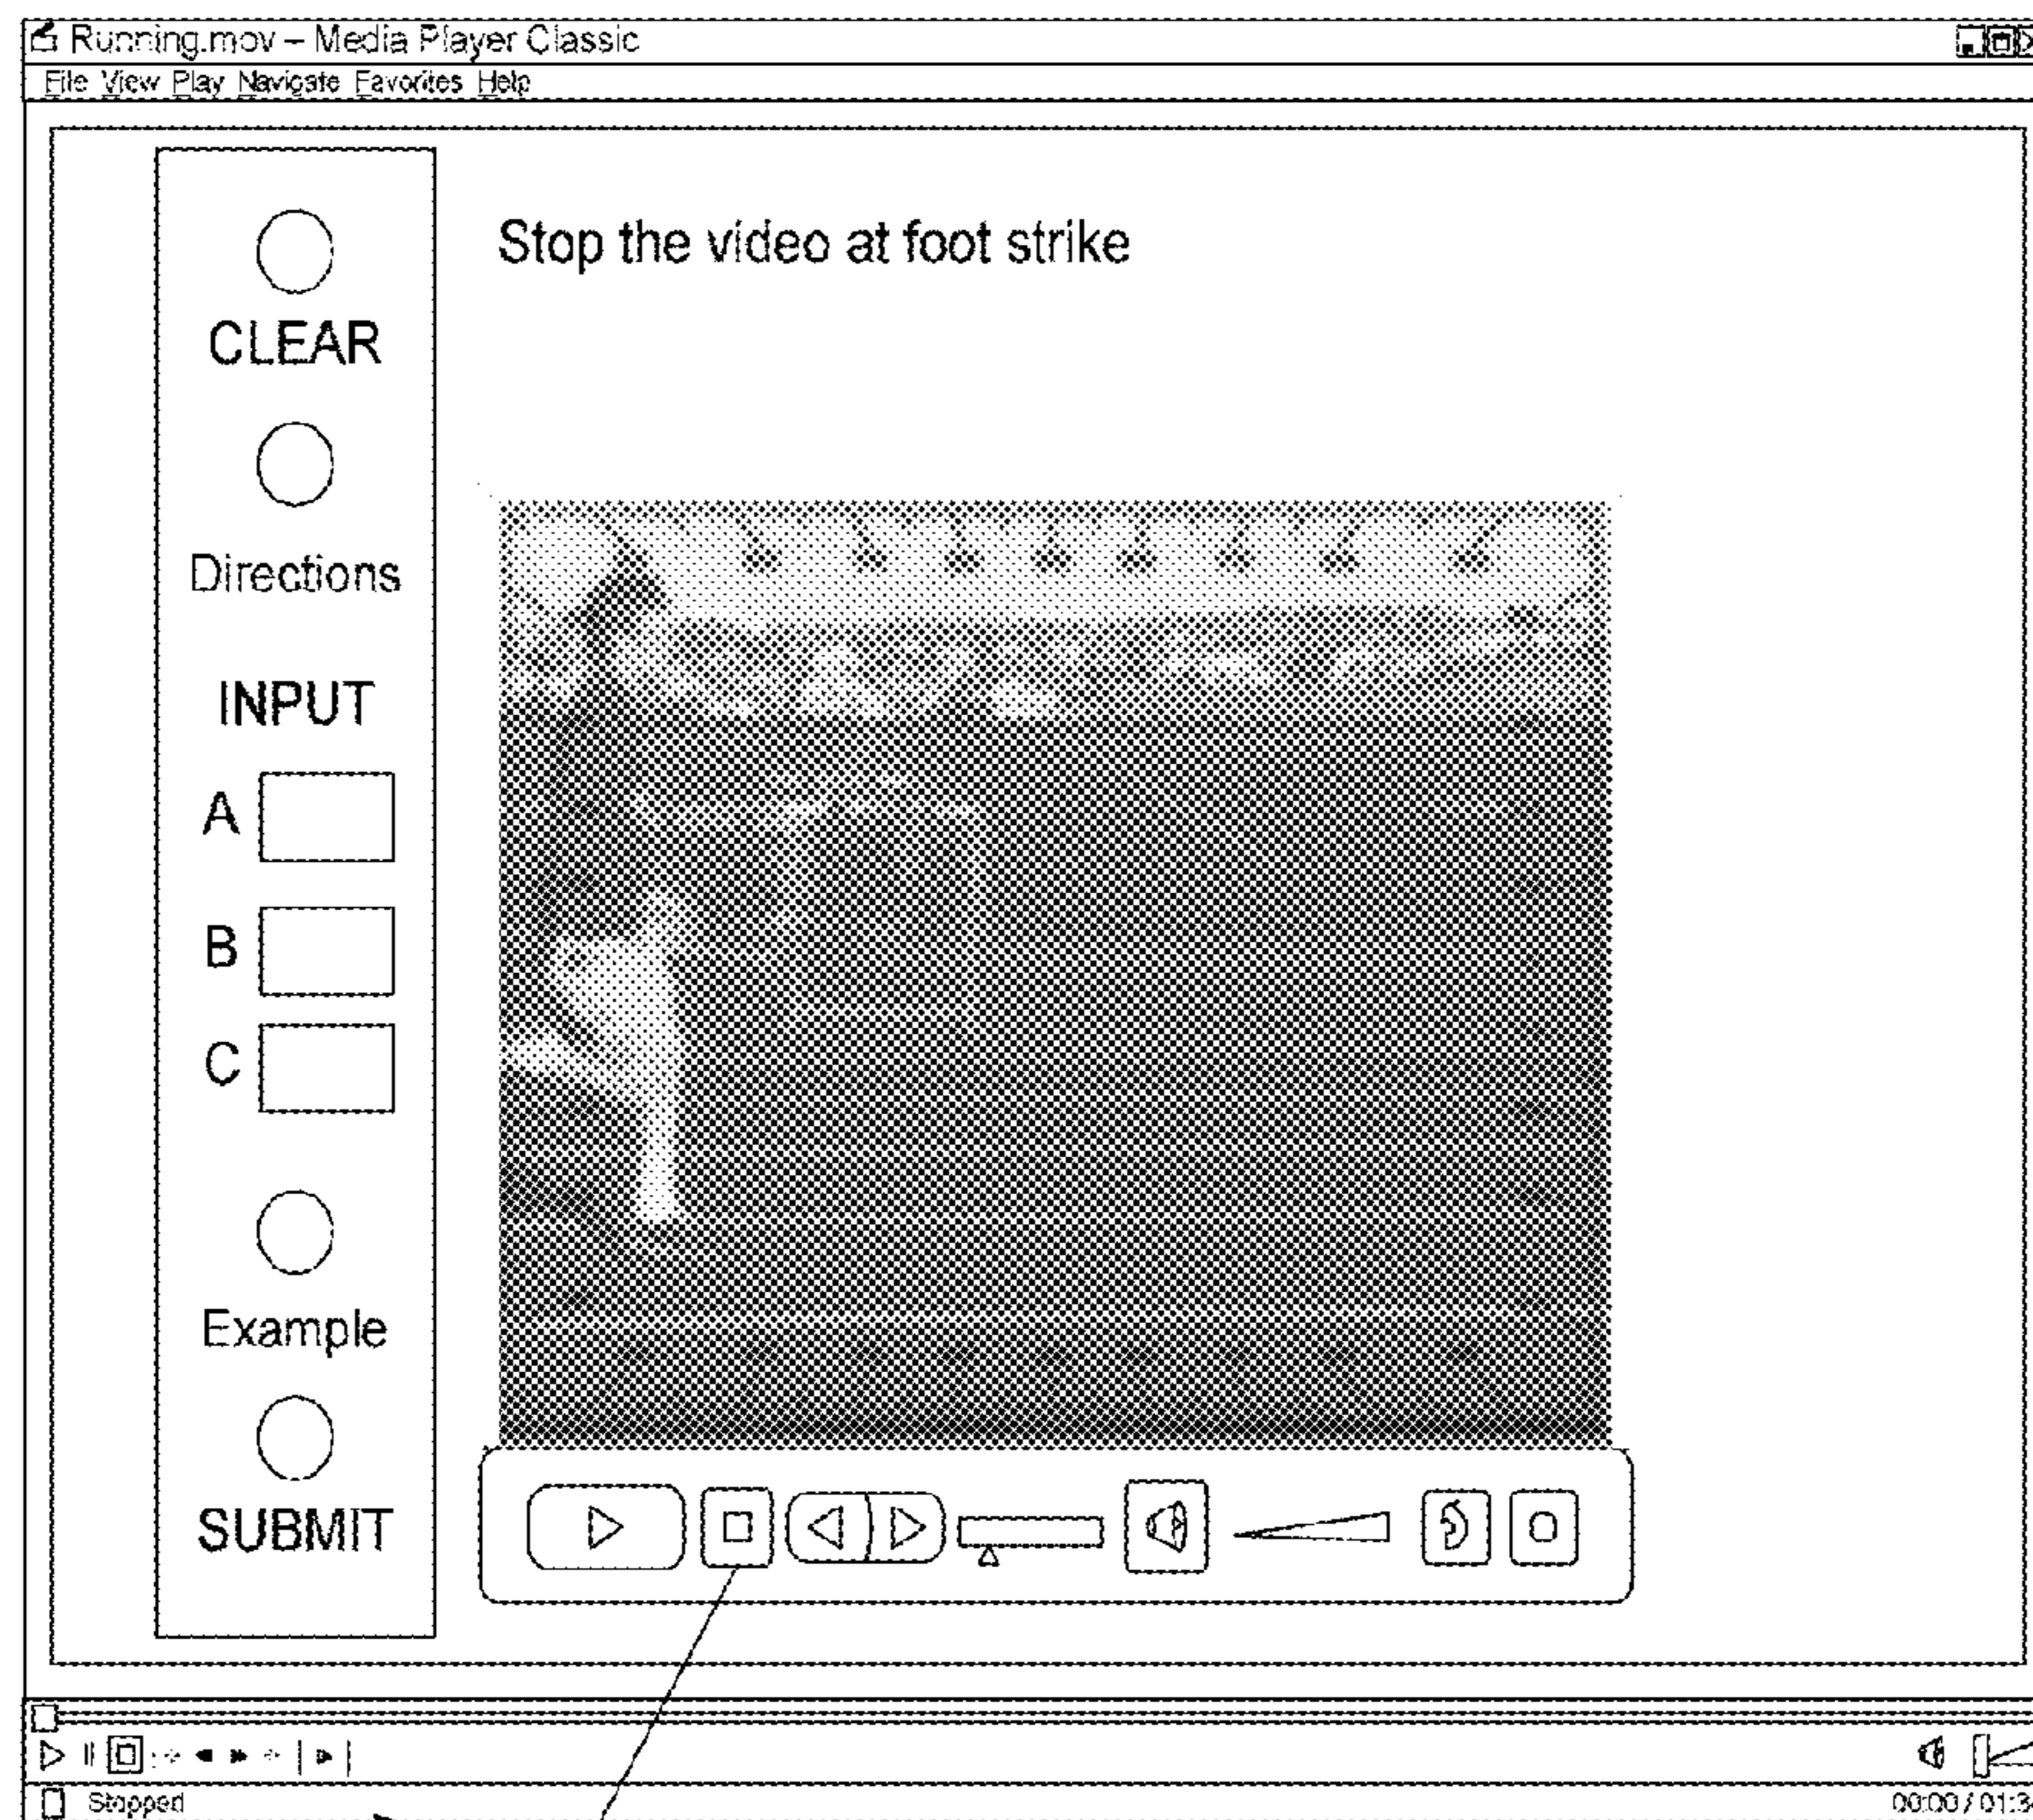 Running.mov – Media Player Classic
File View Play Navigate Favorites Help
Stop the video at foot strike
CLEAR
Directions
INPUT
A
B
C
Example
SUBMIT
Stopped
00:00 / 01:3